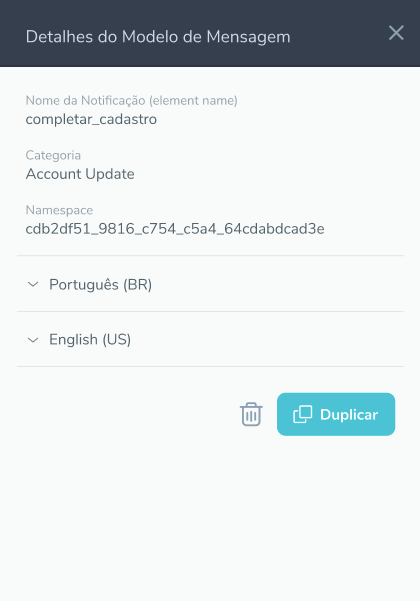 Detalhes do Modelo de Mensagem
Nome da Notificação (element name)
completar_cadastro
Categoria
Account Update
Namespace
cdb2df51_9816_c754_c5a4_64cdabdcad3e
Português (BR)
English (US)
Duplicar